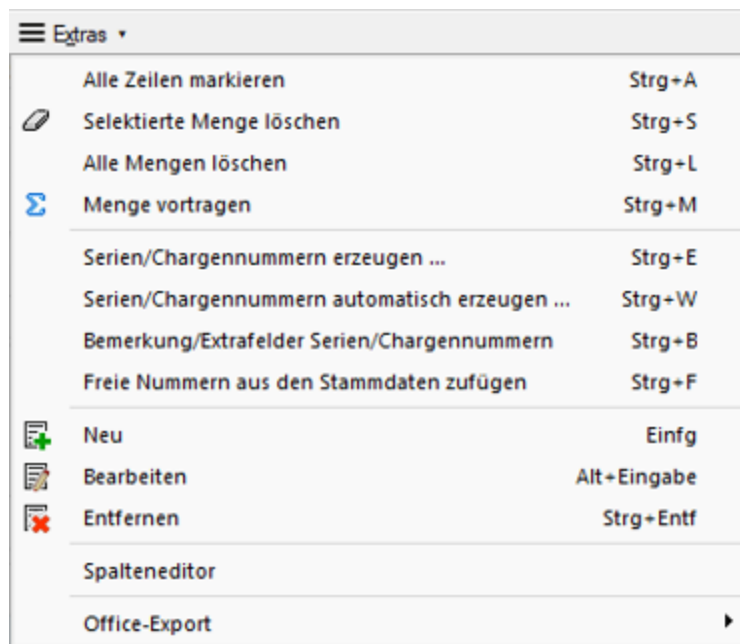 Extras
Alle Zeilen markieren Strg+A
Selektierte Menge löschen Strg+S
Alle Mengen löschen Strg+L
Menge vortragen Strg+M
Serien/Chargennummern erzeugen ... Strg+E
Serien/Chargennummern automatisch erzeugen ... Strg+W
Bemerkung/Extrafelder Serien/Chargennummern Strg+B
Freie Nummern aus den Stammdaten zufügen Strg+F
Neu Einfg
Bearbeiten Alt+Eingabe
Entfernen Strg+Entf
Spalteneditor
Office-Export